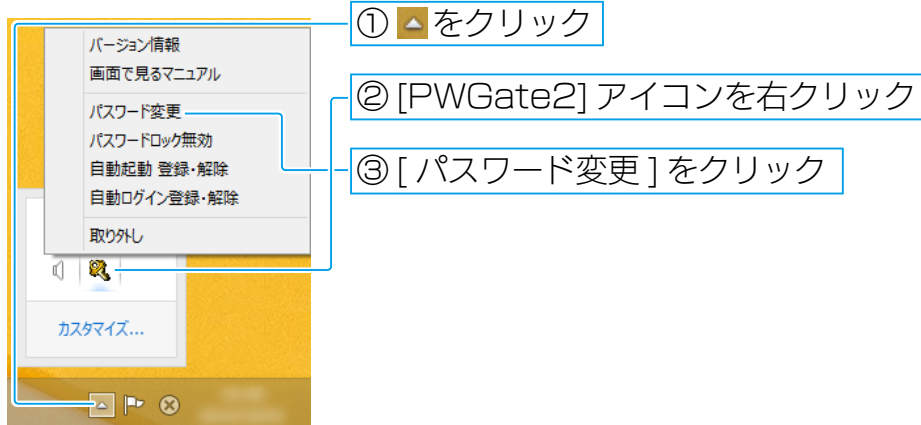 ① をクリック
② [PWGate2] アイコンを右クリック
③ [ パスワード変更 ] をクリック
バージョン情報
画面で見るマニュアル
パスワード変更
パスワードロック無効
自動起動 登録・解除
自動ログイン登録・解除
取り外し
カスタマイズ...